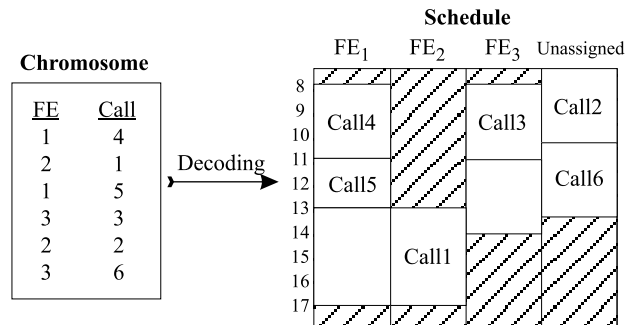 Schedule
FE1 FE2 FE3 Unassigned
Chromosome
FE Call
1 4
2 1
1 5
3 3
2 2
3 6
Decoding
8
9
10
11
12
13
14
15
16
17
Call4
Call5
Call1
Call3
Call2
Call6